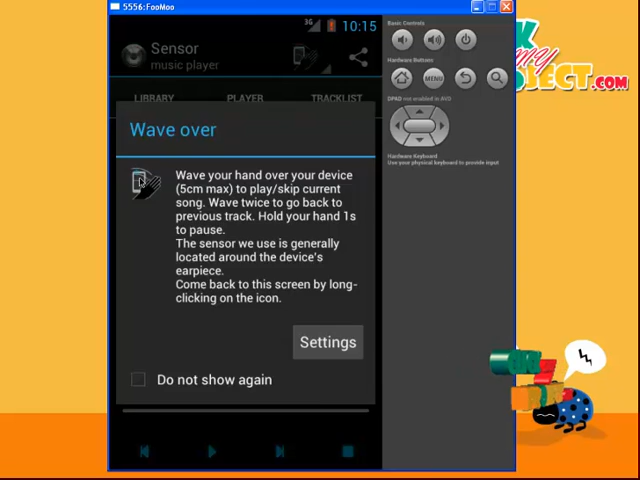 5556:FooMoo
3G 10:15
Sensor
music player
LIBRARY PLAYER TRACKLIST
Wave over
Wave your hand over your device
(5cm max) to play/skip current
song. Wave twice to go back to
previous track. Hold your hand 1s
to pause.
The sensor we use is generally
located around the device's
earpiece.
Come back to this screen by long-
clicking on the icon.
Settings
Do not show again
Basic Controls
Hardware Buttons
MENU
DPAD not enabled in AVD
Hardware Keyboard
Use your physical keyboard to provide input
MY
.COM